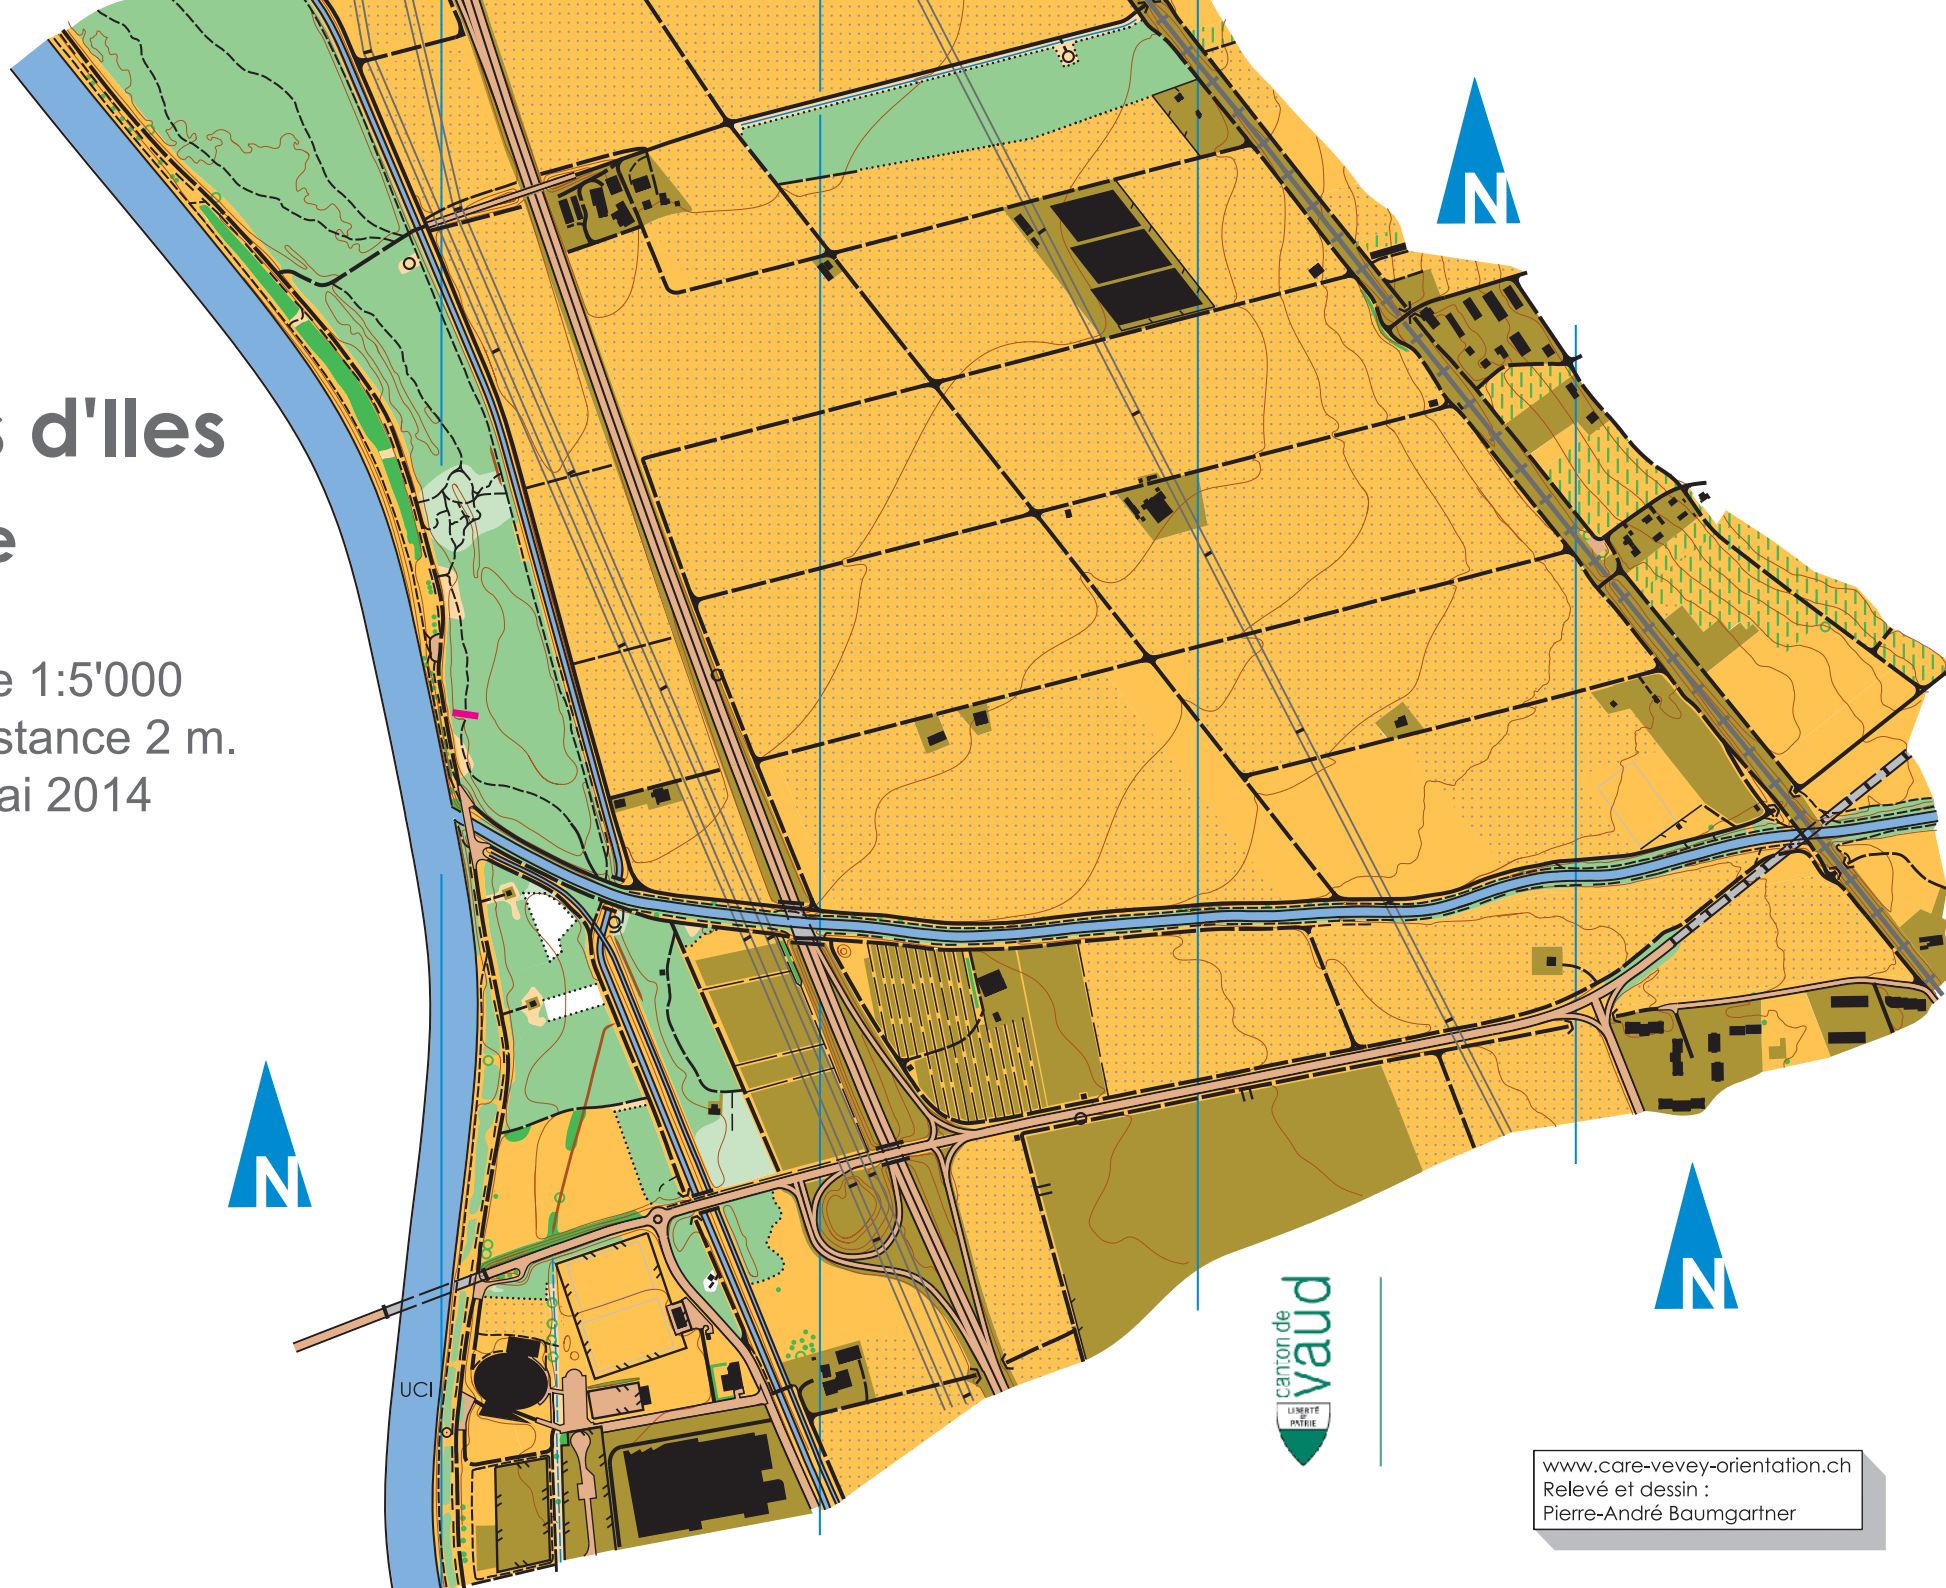 s d'Iles
e
e 1:5'000
stance 2 m.
ai 2014
N
N
N
UCI
canton de
vaud
LIBERTÉ
ET
PATRIE
www.care-vevey-orientation.ch
Relevé et dessin :
Pierre-André Baumgartner